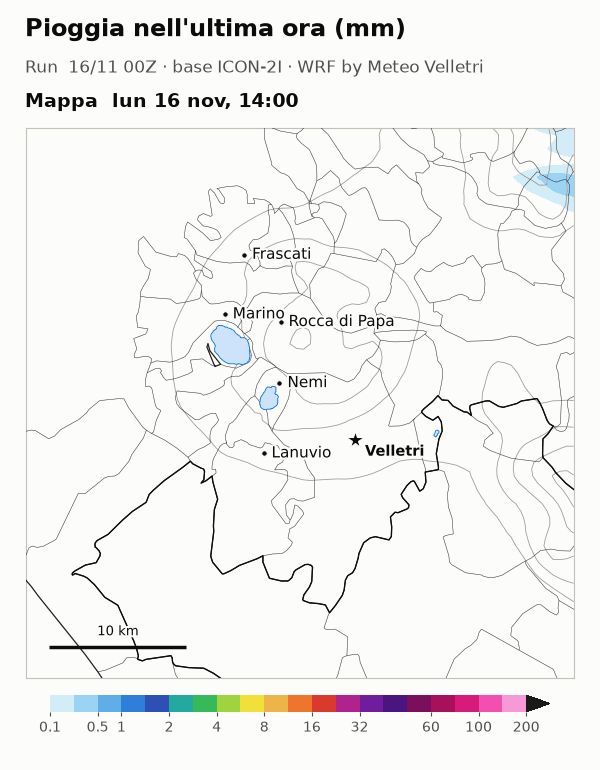 Pioggia nell'ultima ora (mm)
Run  16/11 00Z · base ICON-2I · WRF by Meteo Velletri
Mappa  lun 16 nov, 14:00
Frascati
Marino
Rocca di Papa
Nemi
Velletri
Lanuvio
10 km
0.1 0.5 1 2 4 8 16 32 60 100 200